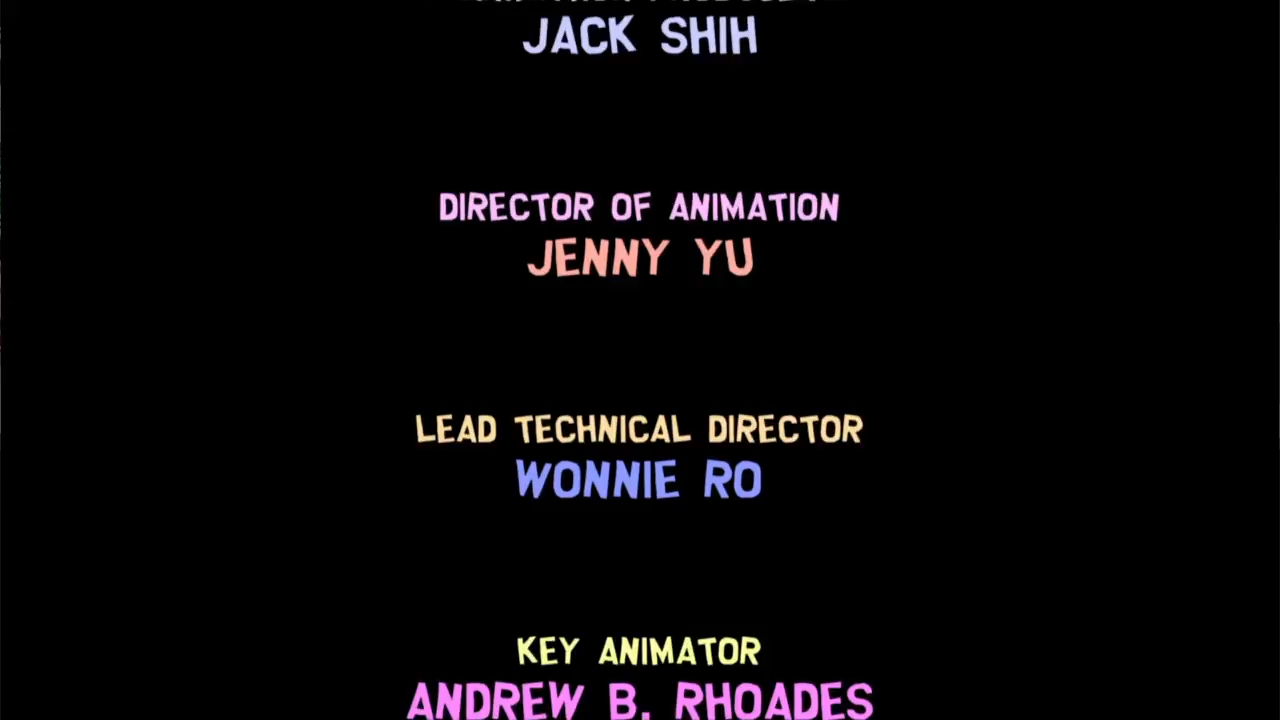 JACK SHIH
DIRECTOR OF ANIMATION
JENNY YU
LEAD TECHNICAL DIRECTOR
WONNIE RO
KEY ANIMATOR
ANDREW B. RHOADES